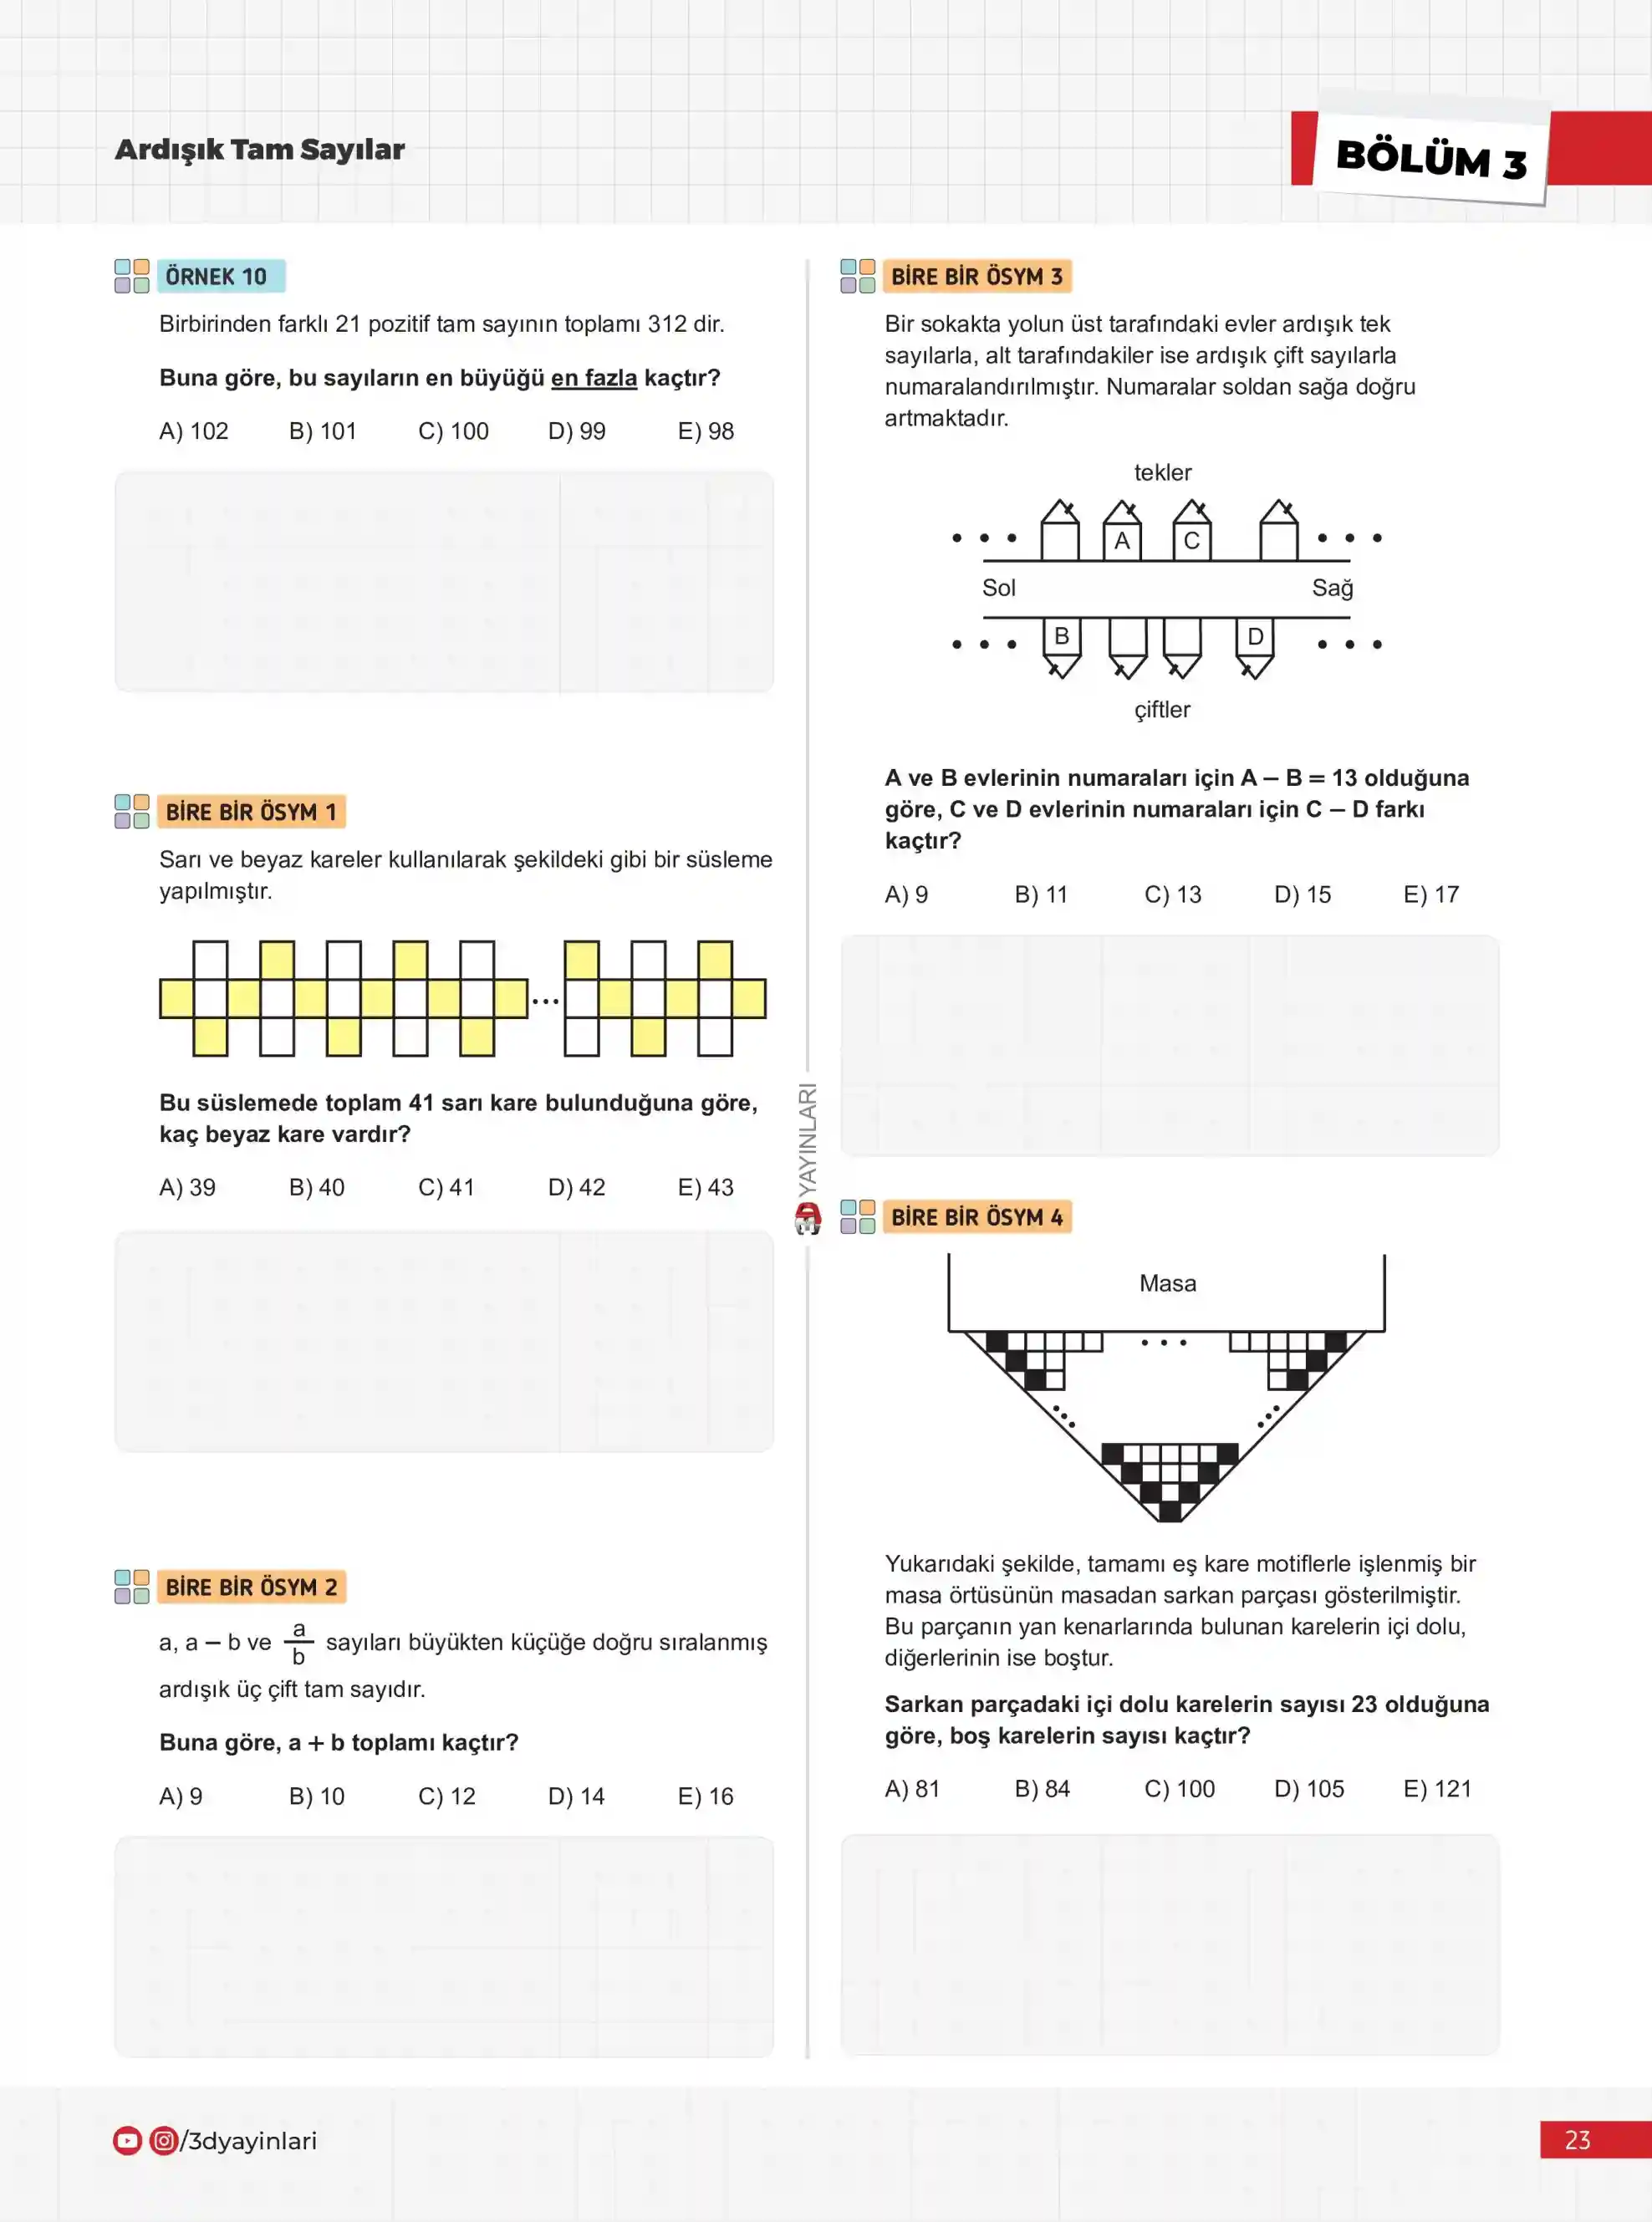 Ardışık Tam Sayılar
BÖLÜM 3
ÖRNEK 10
Birbirinden farklı 21 pozitif tam sayının toplamı 312 dir.
Buna göre, bu sayıların en büyüğü en fazla kaçtır?
A) 102 B) 101 C) 100 D) 99 E) 98
BİRE BİR ÖSYM 1
Sarı ve beyaz kareler kullanılarak şekildeki gibi bir süsleme
yapılmıştır.
Bu süslemede toplam 41 sarı kare bulunduğuna göre,
kaç beyaz kare vardır?
A) 39 B) 40 C) 41 D) 42 E) 43
BİRE BİR ÖSYM 2
a, a – b ve a/b sayıları büyükten küçüğe doğru sıralanmış
ardışık üç çift tam sayıdır.
Buna göre, a + b toplamı kaçtır?
A) 9 B) 10 C) 12 D) 14 E) 16
3D YAYINLARI
BİRE BİR ÖSYM 3
Bir sokakta yolun üst tarafındaki evler ardışık tek
sayılarla, alt tarafındakiler ise ardışık çift sayılarla
numaralandırılmıştır. Numaralar soldan sağa doğru
artmaktadır.
tekler
A C
Sol Sağ
B D
çiftler
A ve B evlerinin numaraları için A – B = 13 olduğuna
göre, C ve D evlerinin numaraları için C – D farkı
kaçtır?
A) 9 B) 11 C) 13 D) 15 E) 17
BİRE BİR ÖSYM 4
Masa
Yukarıdaki şekilde, tamamı eş kare motiflerle işlenmiş bir
masa örtüsünün masadan sarkan parçası gösterilmiştir.
Bu parçanın yan kenarlarında bulunan karelerin içi dolu,
diğerlerinin ise boştur.
Sarkan parçadaki içi dolu karelerin sayısı 23 olduğuna
göre, boş karelerin sayısı kaçtır?
A) 81 B) 84 C) 100 D) 105 E) 121
/3dyayinlari
23